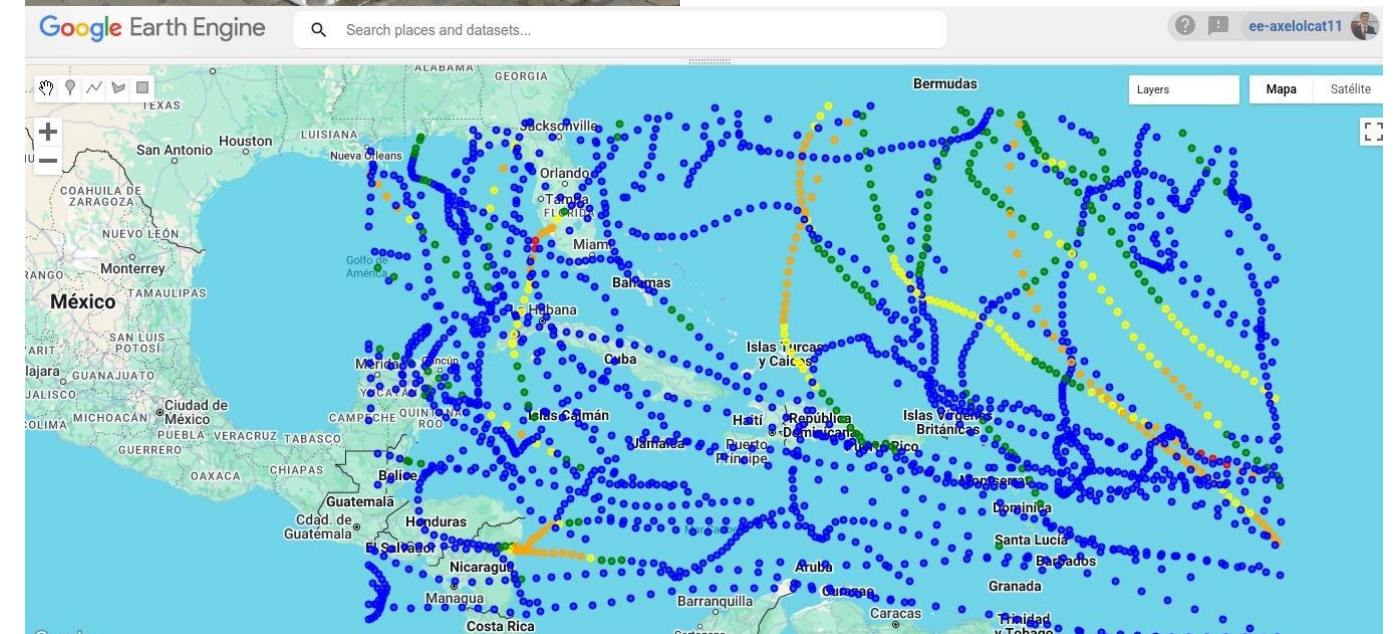 Google Earth Engine
Search places and datasets...
ee-axelolcat11
ALABAMA
GEORGIA
Bermudas
Layers
Mapa
Satélite
TEXAS
Houston
LUISIANA
Jacksonville
San Antonio
Nueva Orleans
Orlando
COAHUILA DE
ZARAGOZA
Tampa
FLORIDA
NUEVO LEÓN
Miami
Golfo de
América
Monterrey
Bahamas
México
TAMAULIPAS
La Habana
SAN LUIS
POTOSÍ
Islas Turcas
y Caicos
Cuba
Mérida
Cancún
GUANAJUATO
JALISCO
YUCATÁN
Ciudad de
México
CAMPECHE
QUINTANA
ROO
Islas Caimán
Haití
República
Dominicana
Islas Vírgenes
Británicas
MICHOACÁN
PUEBLA
VERACRUZ
TABASCO
GUERRERO
Jamaica
Puerto
Príncipe
Puerto Rico
OAXACA
CHIAPAS
Belice
Montserrat
Guatemala
Dominica
Cdad. de
Guatemala
Honduras
El Salvador
Santa Lucía
Nicaragua
Aruba
Barbados
Managua
Curazao
Granada
Barranquilla
Caracas
Costa Rica
Trinidad
y Tobago